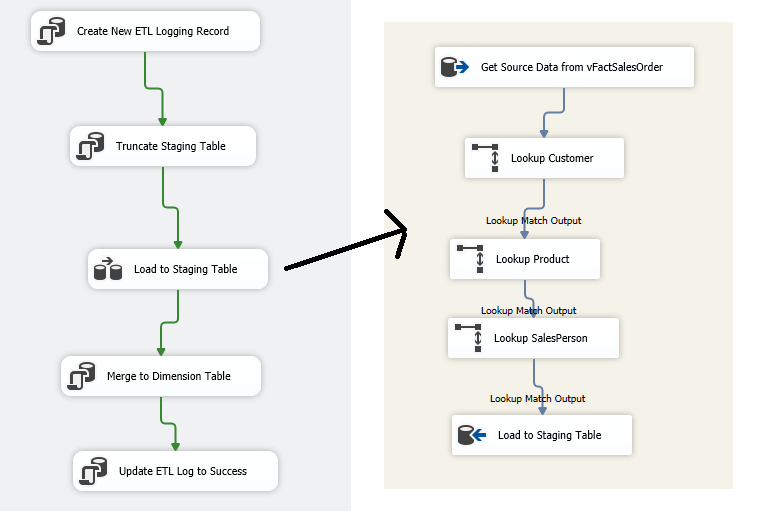 Create New ETL Logging Record
Truncate Staging Table
Load to Staging Table
Merge to Dimension Table
Update ETL Log to Success
Get Source Data from vFactSalesOrder
Lookup Customer
Lookup Match Output
Lookup Product
Lookup Match Output
Lookup SalesPerson
Lookup Match Output
Load to Staging Table